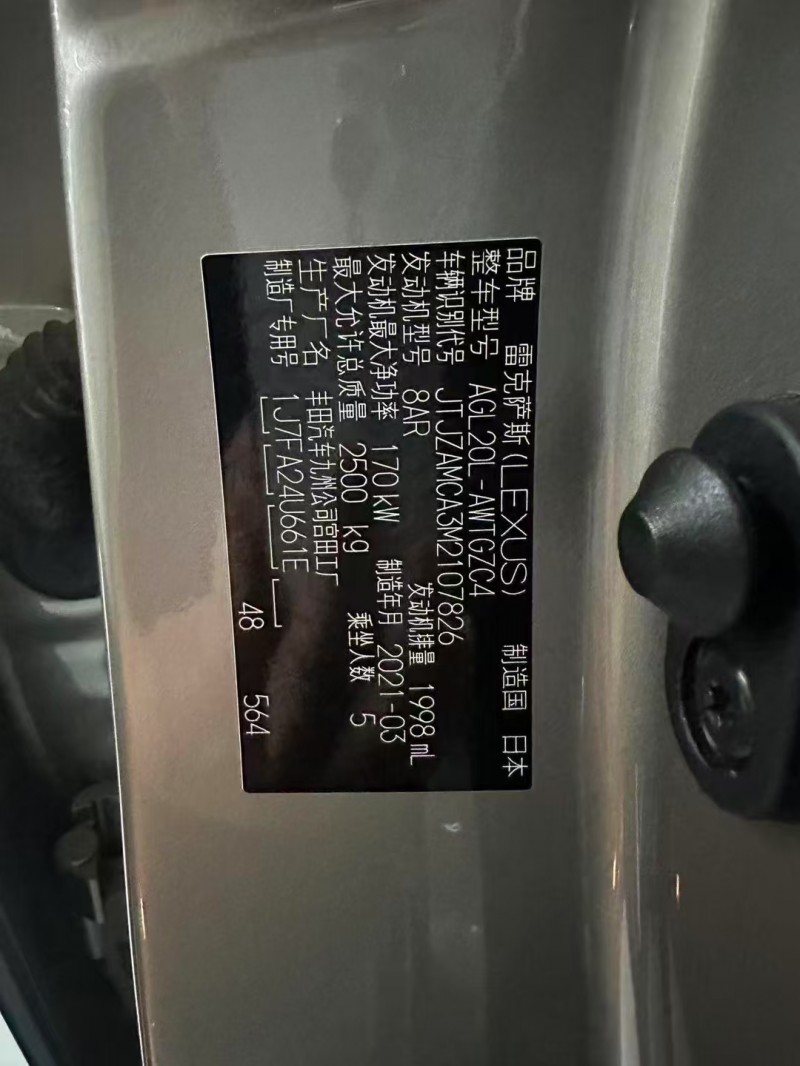 品牌 雷克萨斯(LEXUS) 制造国 日本
整车型号 AGL20L-AWTGZC4
车辆识别代号 JTJZAMCA3M2107826
发动机型号 8AR 发动机排量 1998 mL
发动机最大净功率 170 kW 制造年月 2021-03
最大允许总质量 2500 kg 乘坐人数 5
生产厂名 丰田汽车九州公司宫田工厂
制造厂专用号 1J7FA24U661E
48 564